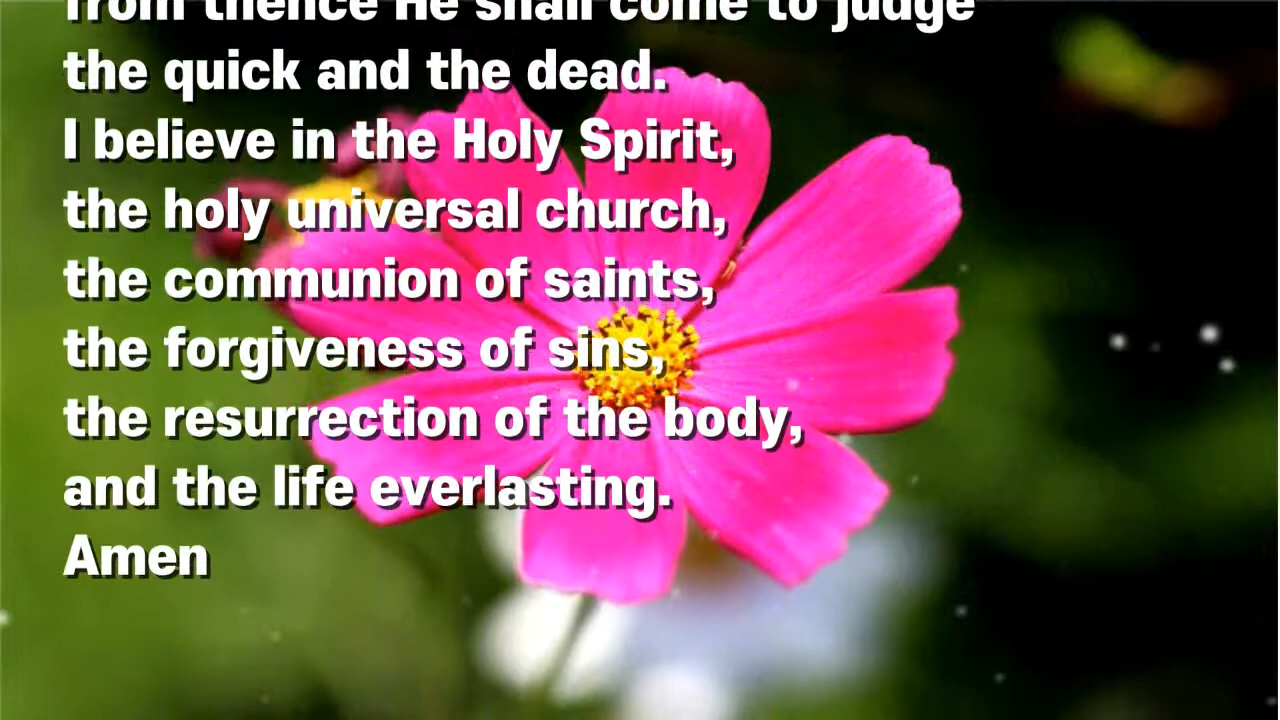 from thence He shall come to judge
the quick and the dead.
I believe in the Holy Spirit,
the holy universal church,
the communion of saints,
the forgiveness of sins,
the resurrection of the body,
and the life everlasting.
Amen